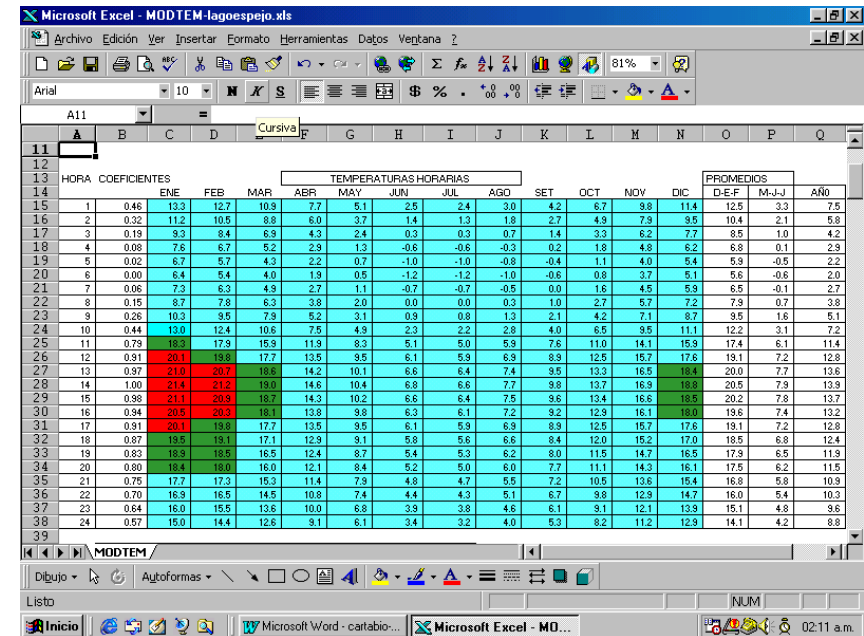 Microsoft Excel - MODTEM-lagoespejo.xls
Archivo Edición Ver Insertar Formato Herramientas Datos Ventana ?
81%
Arial 10 N K S $ % .
A11 =
Cursiva
A B C D E F G H I J K L M N O P Q
11
12
13 HORA COEFICIENTES TEMPERATURAS HORARIAS PROMEDIOS
14 ENE FEB MAR ABR MAY JUN JUL AGO SET OCT NOV DIC D-E-F M-J-J AÑO
15 1 0.46 13.3 12.7 10.9 7.7 5.1 2.5 2.4 3.0 4.2 6.7 9.8 11.4 12.5 3.3 7.5
16 2 0.32 11.2 10.5 8.8 6.0 3.7 1.4 1.3 1.8 2.7 4.9 7.9 9.5 10.4 2.1 5.8
17 3 0.19 9.3 8.4 6.9 4.3 2.4 0.3 0.3 0.7 1.4 3.3 6.2 7.7 8.5 1.0 4.2
18 4 0.08 7.6 6.7 5.2 2.9 1.3 -0.6 -0.6 -0.3 0.2 1.8 4.8 6.2 6.8 0.1 2.9
19 5 0.02 6.7 5.7 4.3 2.2 0.7 -1.0 -1.0 -0.8 -0.4 1.1 4.0 5.4 5.9 -0.5 2.2
20 6 0.00 6.4 5.4 4.0 1.9 0.5 -1.2 -1.2 -1.0 -0.6 0.8 3.7 5.1 5.6 -0.6 2.0
21 7 0.06 7.3 6.3 4.9 2.7 1.1 -0.7 -0.7 -0.5 0.0 1.6 4.5 5.9 6.5 -0.1 2.7
22 8 0.15 8.7 7.8 6.3 3.8 2.0 0.0 0.0 0.3 1.0 2.7 5.7 7.2 7.9 0.7 3.8
23 9 0.26 10.3 9.5 7.9 5.2 3.1 0.9 0.8 1.3 2.1 4.2 7.1 8.7 9.5 1.6 5.1
24 10 0.44 13.0 12.4 10.6 7.5 4.9 2.3 2.2 2.8 4.0 6.5 9.5 11.1 12.2 3.1 7.2
25 11 0.79 18.3 17.9 15.9 11.9 8.3 5.1 5.0 5.9 7.6 11.0 14.1 15.9 17.4 6.1 11.4
26 12 0.91 20.1 19.8 17.7 13.5 9.5 6.1 5.9 6.9 8.9 12.5 15.7 17.6 19.1 7.2 12.8
27 13 0.97 21.0 20.7 18.6 14.2 10.1 6.6 6.4 7.4 9.5 13.3 16.5 18.4 20.0 7.7 13.6
28 14 1.00 21.4 21.2 19.0 14.6 10.4 6.8 6.6 7.7 9.8 13.7 16.9 18.8 20.5 7.9 13.9
29 15 0.98 21.1 20.9 18.7 14.3 10.2 6.6 6.4 7.5 9.6 13.4 16.6 18.5 20.2 7.8 13.7
30 16 0.94 20.5 20.3 18.1 13.8 9.8 6.3 6.1 7.2 9.2 12.9 16.1 18.0 19.6 7.4 13.2
31 17 0.91 20.1 19.8 17.7 13.5 9.5 6.1 5.9 6.9 8.9 12.5 15.7 17.6 19.1 7.2 12.8
32 18 0.87 19.5 19.1 17.1 12.9 9.1 5.8 5.6 6.6 8.4 12.0 15.2 17.0 18.5 6.8 12.4
33 19 0.83 18.9 18.5 16.5 12.4 8.7 5.4 5.3 6.2 8.0 11.5 14.7 16.5 17.9 6.5 11.9
34 20 0.80 18.4 18.0 16.0 12.1 8.4 5.2 5.0 6.0 7.7 11.1 14.3 16.1 17.5 6.2 11.5
35 21 0.75 17.7 17.3 15.3 11.4 7.9 4.8 4.7 5.5 7.2 10.5 13.6 15.4 16.8 5.8 10.9
36 22 0.70 16.9 16.5 14.5 10.8 7.4 4.4 4.3 5.1 6.7 9.8 12.9 14.7 16.0 5.4 10.3
37 23 0.64 16.0 15.5 13.6 10.0 6.8 3.9 3.8 4.6 6.1 9.1 12.1 13.9 15.1 4.8 9.6
38 24 0.57 15.0 14.4 12.6 9.1 6.1 3.4 3.2 4.0 5.3 8.2 11.2 12.9 14.1 4.2 8.8
39
MODTEM
Dibujo Autoformas
Listo NUM
Inicio Microsoft Word - cartabio-... Microsoft Excel - MO... 02:11 a.m.